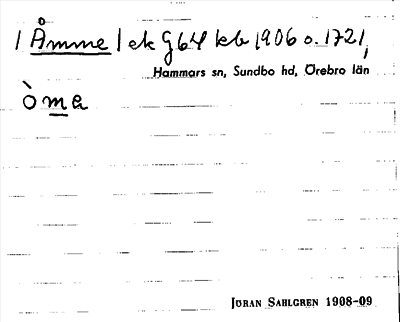 1 Åmme 1 ek G64 kb 1906 o. 1721,
Hammars sn, Sundbo hd, Örebro län
òma
JÖRAN SAHLGREN 1908-09